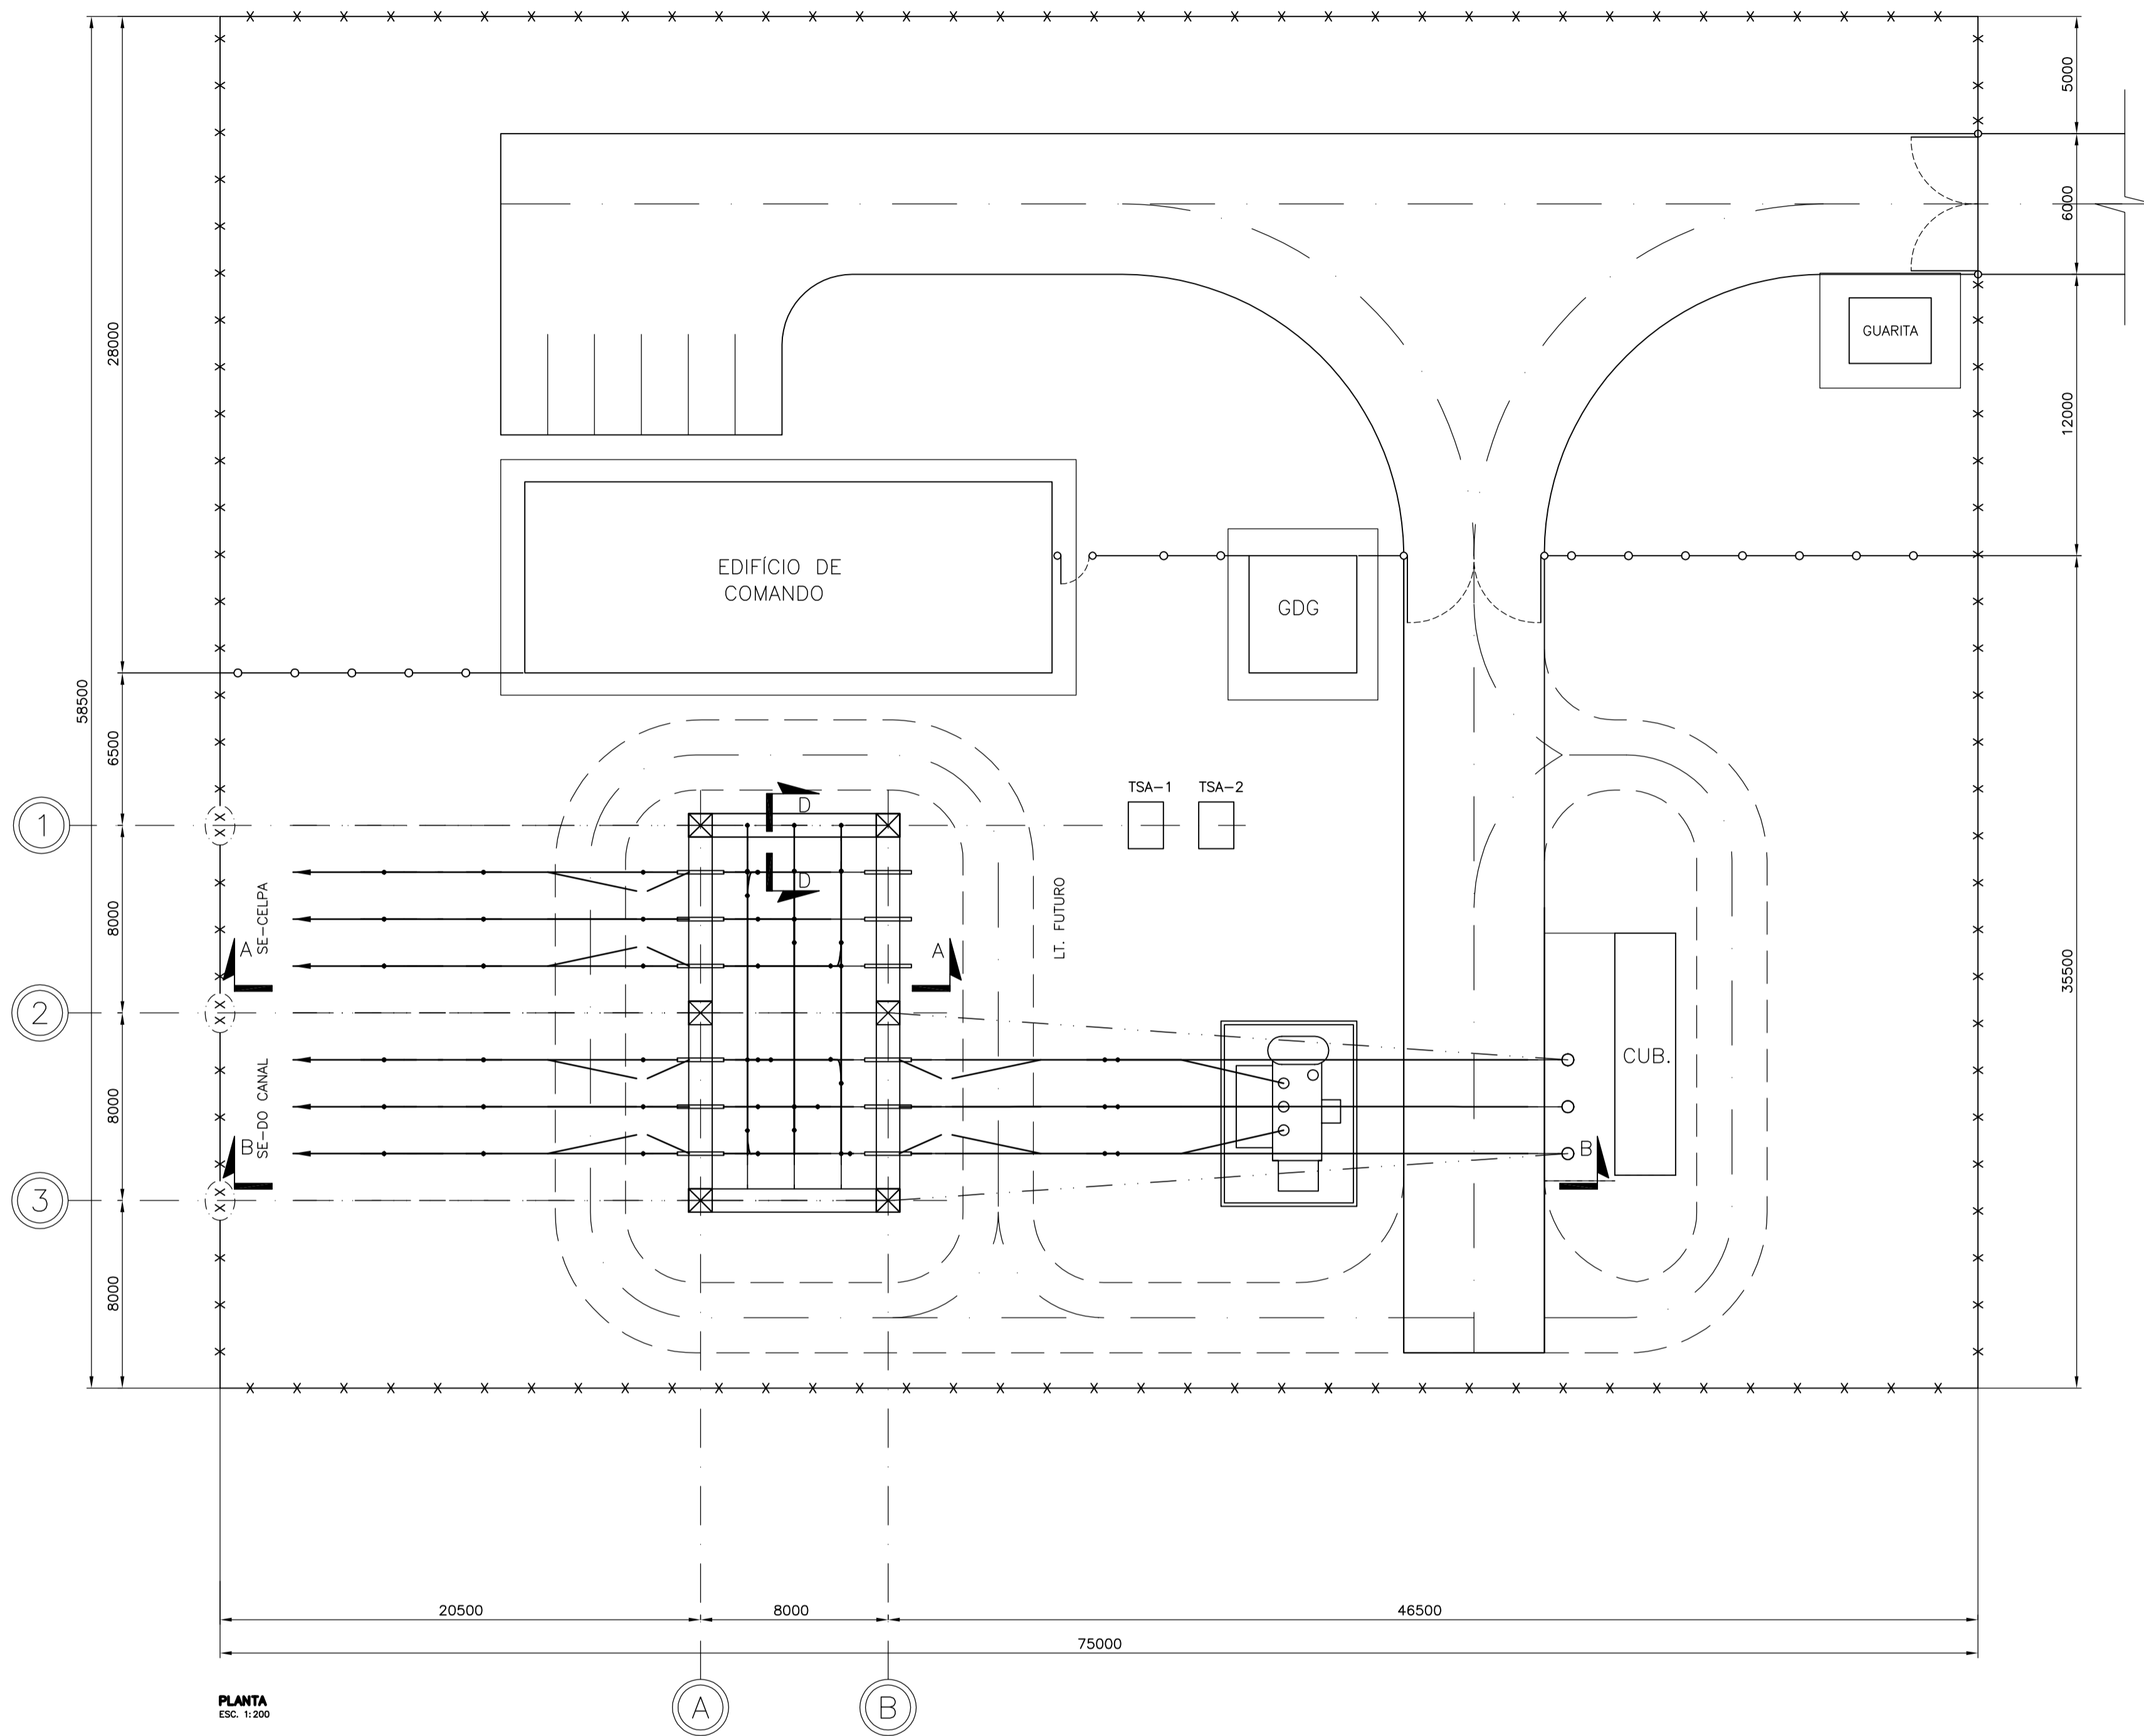 5000
6000
28000
GUARITA
12000
EDIFÍCIO DE
COMANDO
GDG
58500
6500
TSA-1
TSA-2
D
1
D
SE-CELPA
LT. FUTURO
8000
A
A
35500
2
CUB.
8000
SE-DO CANAL
B
B
3
8000
20500
8000
46500
75000
PLANTA
ESC. 1:200
A
B